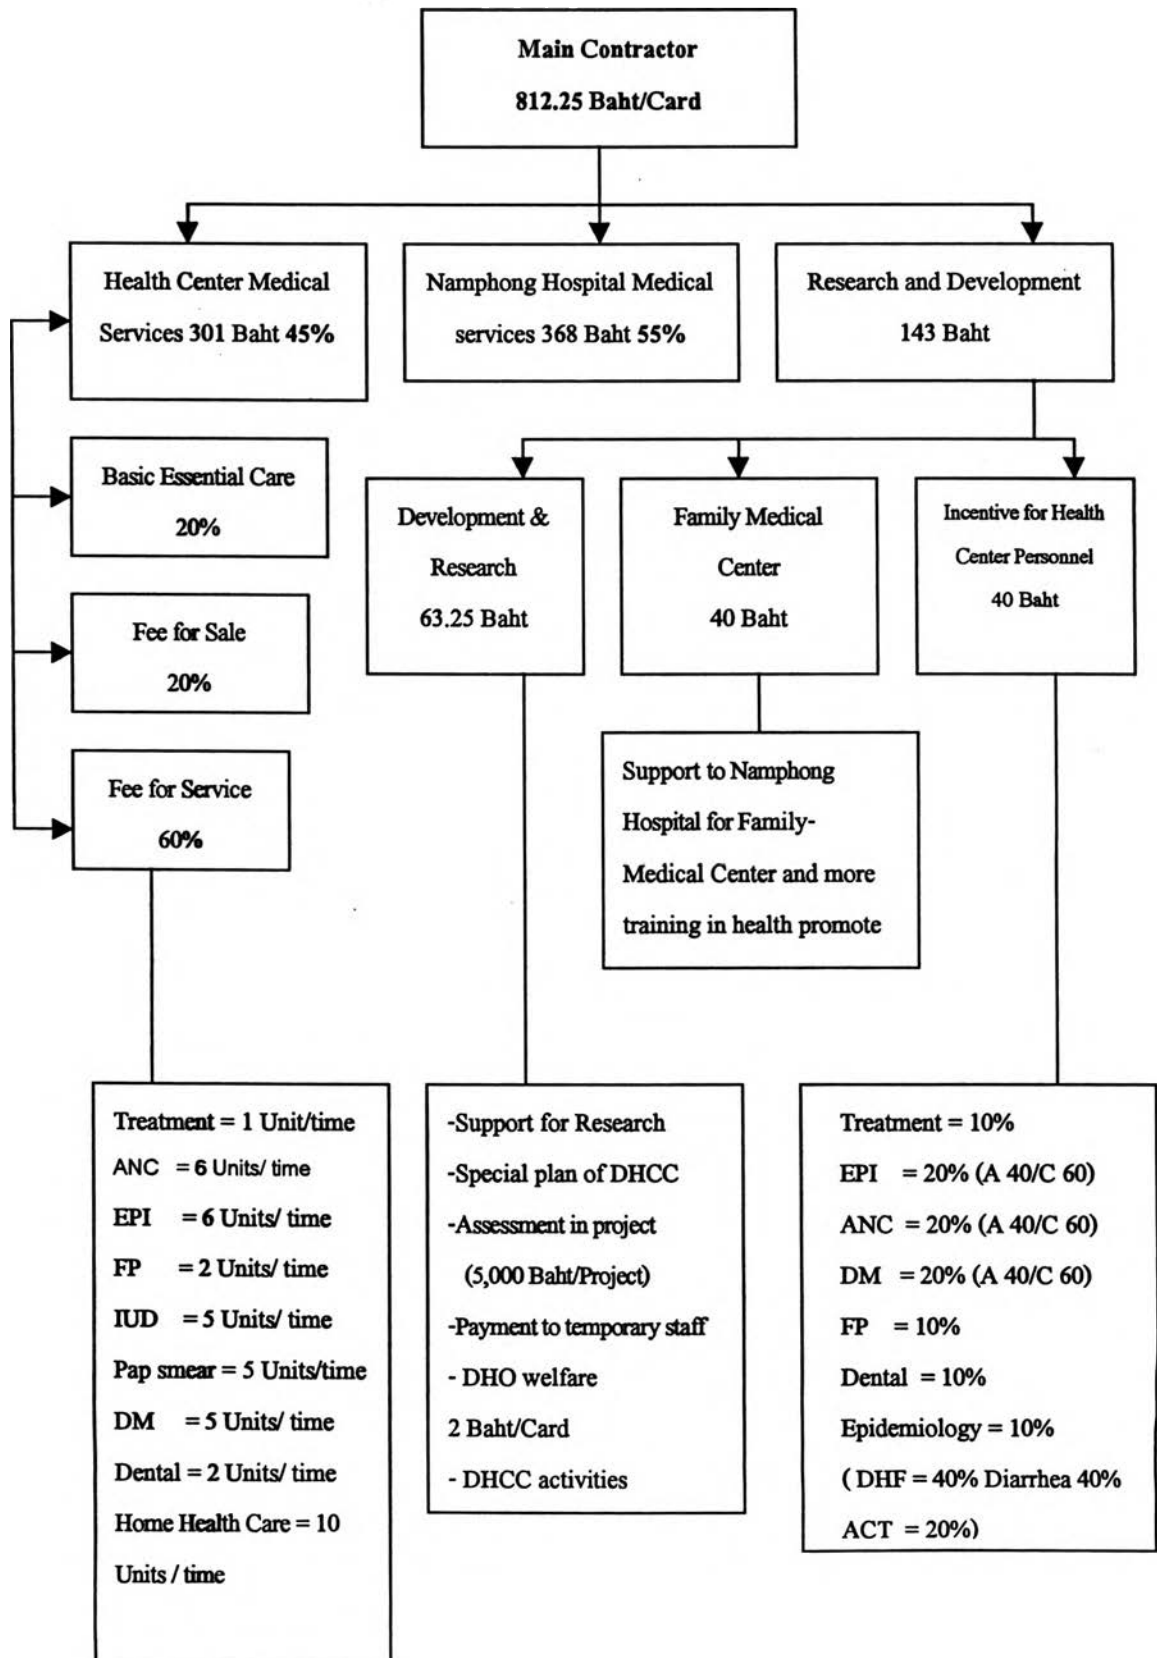 Main Contractor
812.25 Baht/Card
Health Center Medical
Services 301 Baht 45%
Namphong Hospital Medical
services 368 Baht 55%
Research and Development
143 Baht
Basic Essential Care
20%
Fee for Sale
20%
Fee for Service
60%
Development &
Research
63.25 Baht
Family Medical
Center
40 Baht
Incentive for Health
Center Personnel
40 Baht
Support to Namphong
Hospital for Family-
Medical Center and more
training in health promote
Treatment = 1 Unit/time
ANC = 6 Units/ time
EPI = 6 Units/ time
FP = 2 Units/ time
IUD = 5 Units/ time
Pap smear = 5 Units/time
DM = 5 Units/ time
Dental = 2 Units/ time
Home Health Care = 10
Units / time
-Support for Research
-Special plan of DHCC
-Assessment in project
(5,000 Baht/Project)
-Payment to temporary staff
- DHO welfare
2 Baht/Card
- DHCC activities
Treatment = 10%
EPI = 20% (A 40/C 60)
ANC = 20% (A 40/C 60)
DM = 20% (A 40/C 60)
FP = 10%
Dental = 10%
Epidemiology = 10%
( DHF = 40% Diarrhea 40%
ACT = 20%)